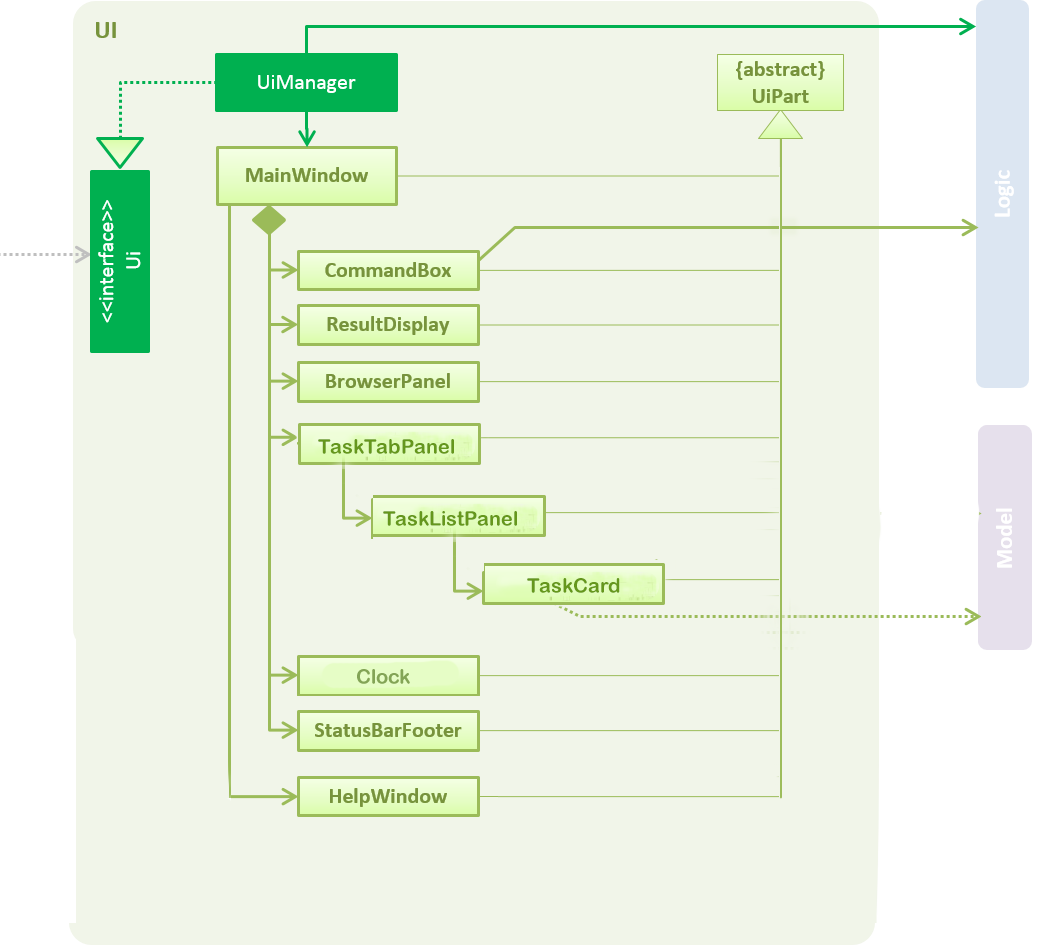 UI
UiManager
{abstract}
UiPart
<<interface>>
Ui
MainWindow
CommandBox
ResultDisplay
BrowserPanel
TaskTabPanel
TaskListPanel
TaskCard
Clock
StatusBarFooter
HelpWindow
Logic
Model